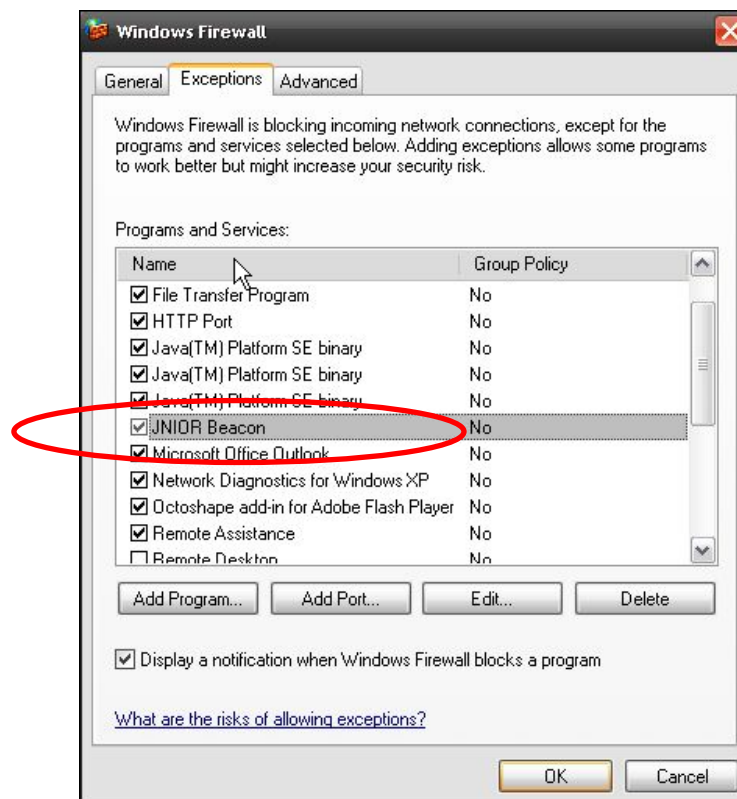 Windows Firewall
General Exceptions Advanced
Windows Firewall is blocking incoming network connections, except for the
programs and services selected below. Adding exceptions allows some programs
to work better but might increase your security risk.
Programs and Services:
Name Group Policy
File Transfer Program No
HTTP Port No
Java(TM) Platform SE binary No
Java(TM) Platform SE binary No
Java(TM) Platform SE binary No
JNIOR Beacon No
Microsoft Office Outlook No
Network Diagnostics for Windows XP No
Octoshape add-in for Adobe Flash Player No
Remote Assistance No
Remote Desktop No
Add Program... Add Port... Edit... Delete
Display a notification when Windows Firewall blocks a program
What are the risks of allowing exceptions?
OK Cancel